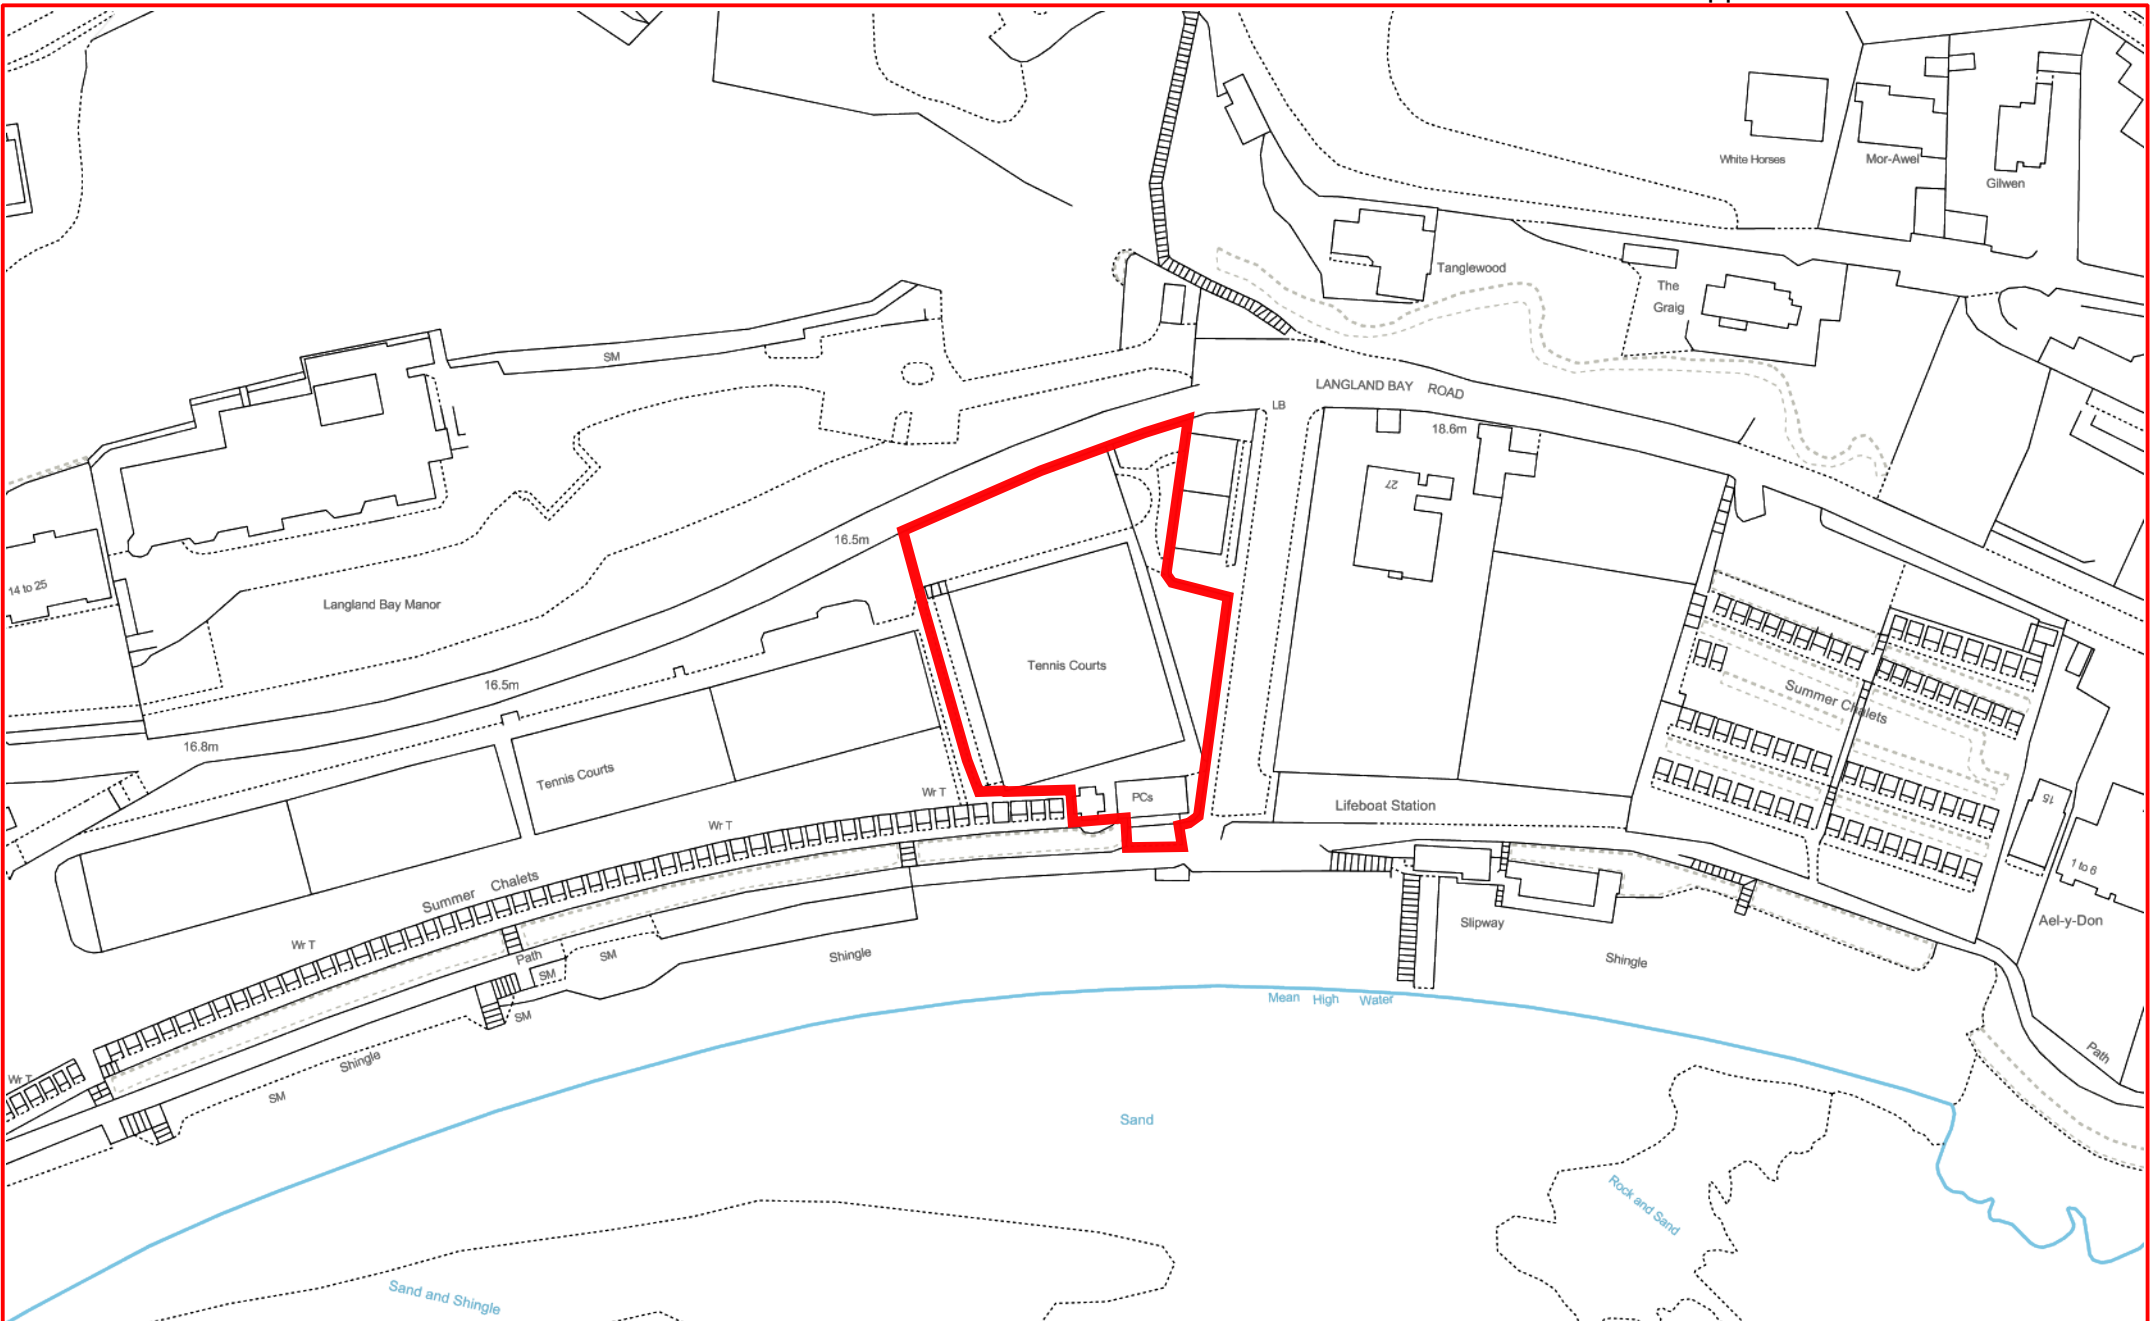 White Horses
Mor-Awel
Gilwen
Tanglewood
The
Graig
SM
LANGLAND BAY ROAD
LB
18.6m
27
16.5m
14 to 25
Langland Bay Manor
Tennis Courts
16.5m
Summer Chalets
16.8m
Tennis Courts
Wr T
PCs
Lifeboat Station
15
Wr T
1 to 6
Summer Chalets
Ael-y-Don
Slipway
Wr T
Path
SM
Shingle
Shingle
SM
Mean High Water
SM
Path
Shingle
Wr T
SM
Sand
Rock and Sand
Sand and Shingle